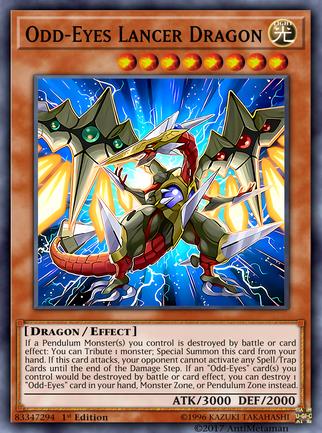 ODD-EYES LANCER DRAGON
LIGHT
光
[DRAGON / EFFECT]
If a Pendulum Monster(s) you control is destroyed by battle or card
effect: You can Tribute 1 monster; Special Summon this card from your
hand. If this card attacks, your opponent cannot activate any Spell/Trap
Cards until the end of the Damage Step. If an "Odd-Eyes" card(s) you
control would be destroyed by battle or card effect, you can destroy 1
"Odd-Eyes" card in your hand, Monster Zone, or Pendulum Zone instead.
ATK/3000 DEF/2000
83347294 1st Edition ©1996 KAZUKI TAKAHASHI
©2017 AntiMetaman